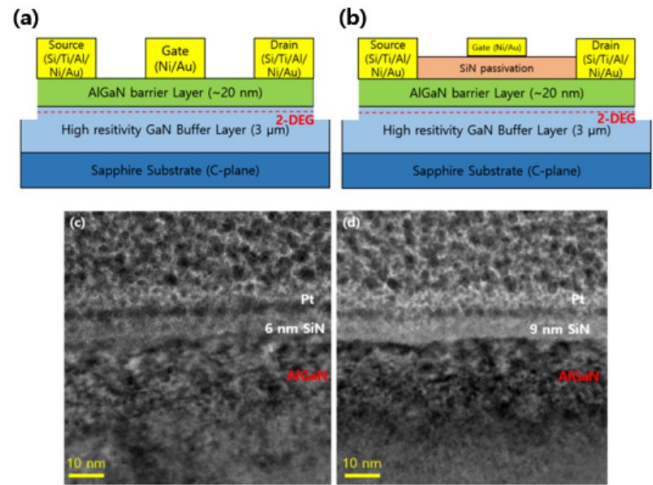 (a)
Source
(Si/Ti/Al/
Ni/Au)
Gate
(Ni/Au)
Drain
(Si/Ti/Al/
Ni/Au)
AlGaN barrier Layer (~20 nm)
2-DEG
High resitivity GaN Buffer Layer (3 μm)
Sapphire Substrate (C-plane)
(b)
Source
(Si/Ti/Al/
Ni/Au)
Gate (Ni/Au)
SiN passivation
Drain
(Si/Ti/Al/
Ni/Au)
AlGaN barrier Layer (~20 nm)
2-DEG
High resitivity GaN Buffer Layer (3 μm)
Sapphire Substrate (C-plane)
(c)
Pt
6 nm SiN
AlGaN
10 nm
(d)
Pt
9 nm SiN
AlGaN
10 nm